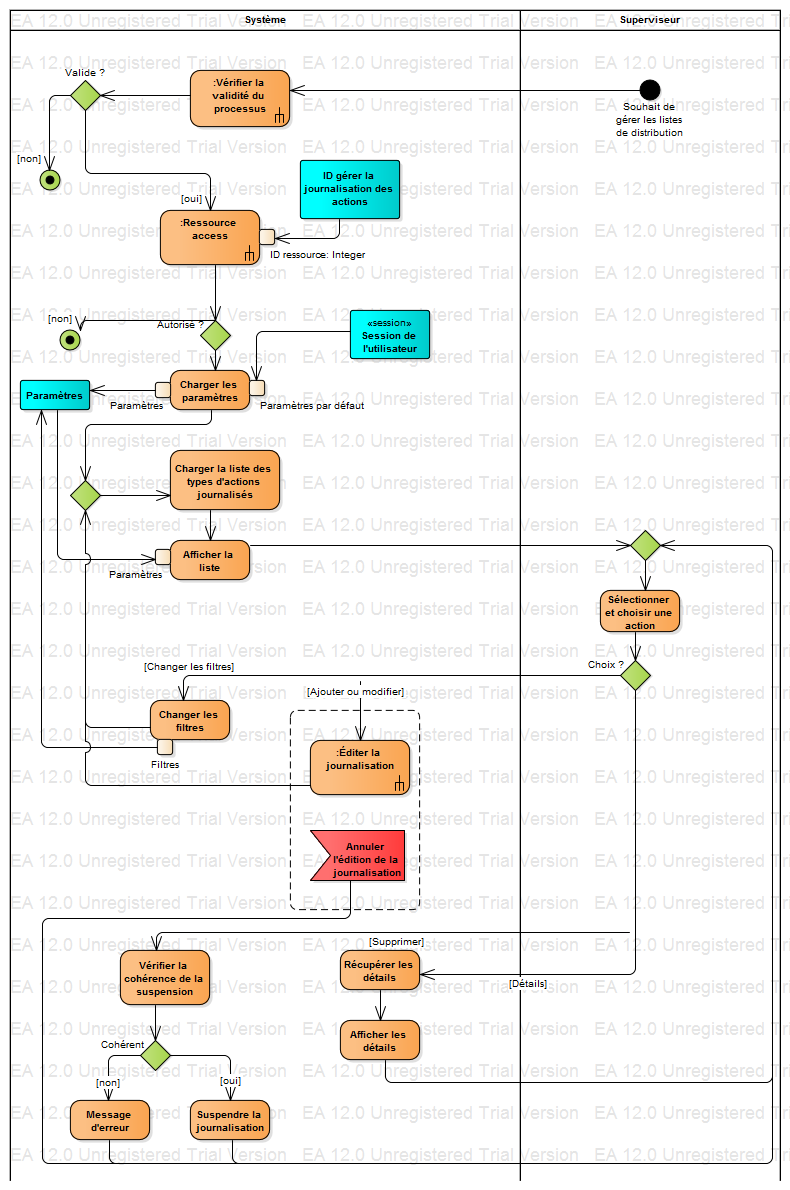 Système
Superviseur
Valide ?
:Vérifier la
validité du
processus
Souhait de
gérer les listes
de distribution
[non]
[oui]
ID gérer la
journalisation des
actions
:Ressource
access
ID ressource: Integer
[non]
Autorisé ?
«session»
Session de
l'utilisateur
Paramètres
Paramètres
Charger les
paramètres
Paramètres par défaut
Charger la liste des
types d'actions
journalisés
Afficher la
liste
Paramètres
Sélectionner
et choisir une
action
Choix ?
[Changer les filtres]
[Ajouter ou modifier]
Changer les
filtres
Filtres
:Éditer la
journalisation
Annuler
l'édition de la
journalisation
[Supprimer]
Vérifier la
cohérence de la
suspension
Récupérer les
détails
[Détails]
Afficher les
détails
Cohérent
[non]
[oui]
Message
d'erreur
Suspendre la
journalisation
EA 12.0 Unregistered Trial Version